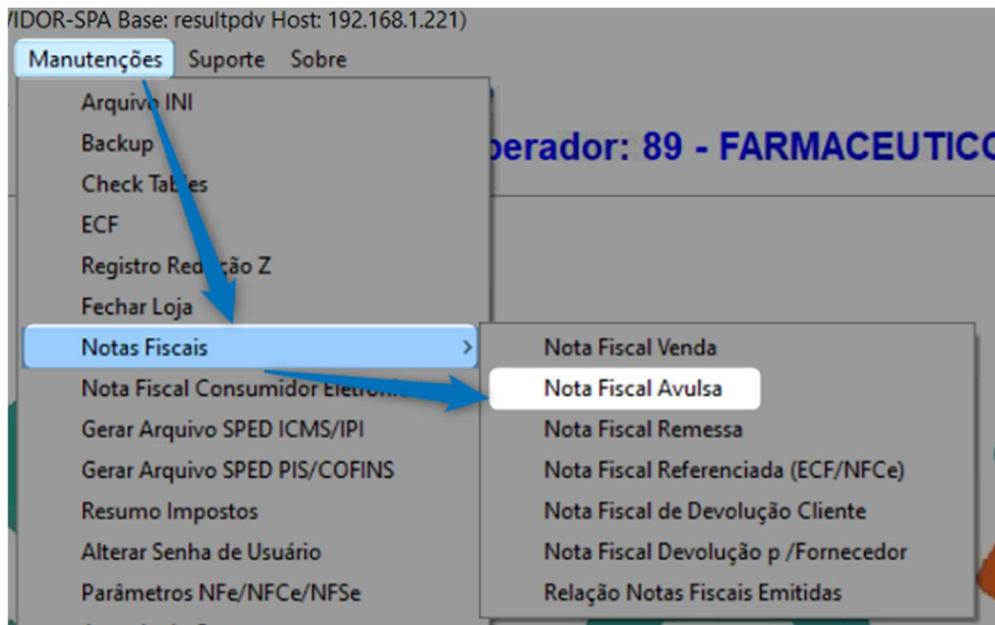 VIDOR-SPA Base: resultpdv Host: 192.168.1.221)
Manutenções Suporte Sobre
Arquivo INI
Backup
perador: 89 - FARMACEUTICO
Check Tables
ECF
Registro Redução Z
Fechar Loja
Notas Fiscais >
Nota Fiscal Consumidor
Gerar Arquivo SPED ICMS/IPI
Gerar Arquivo SPED PIS/COFINS
Resumo Impostos
Alterar Senha de Usuário
Parâmetros NFe/NFCe/NFSe
Nota Fiscal Venda
Nota Fiscal Avulsa
Nota Fiscal Remessa
Nota Fiscal Referenciada (ECF/NFCe)
Nota Fiscal de Devolução Cliente
Nota Fiscal Devolução p /Fornecedor
Relação Notas Fiscais Emitidas